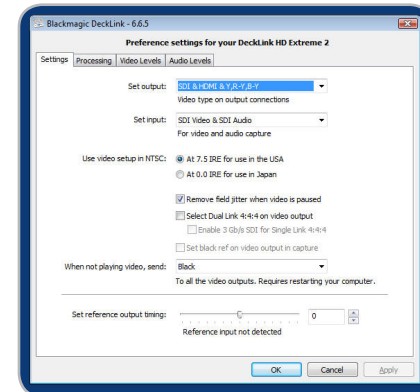 Blackmagic DeckLink - 6.6.5
Preference settings for your DeckLink HD Extreme 2
Settings Processing Video Levels Audio Levels
Set output: SDI & HDMI & Y,R-Y,B-Y
Video type on output connections
Set input: SDI Video & SDI Audio
For video and audio capture
Use video setup in NTSC: At 7.5 IRE for use in the USA
At 0.0 IRE for use in Japan
Remove field jitter when video is paused
Select Dual Link 4:4:4 on video output
Enable 3 Gb/s SDI for Single Link 4:4:4
Set black ref on video output in capture
When not playing video, send: Black
To all the video outputs. Requires restarting your computer.
Set reference output timing: 0
Reference input not detected
OK Cancel Apply